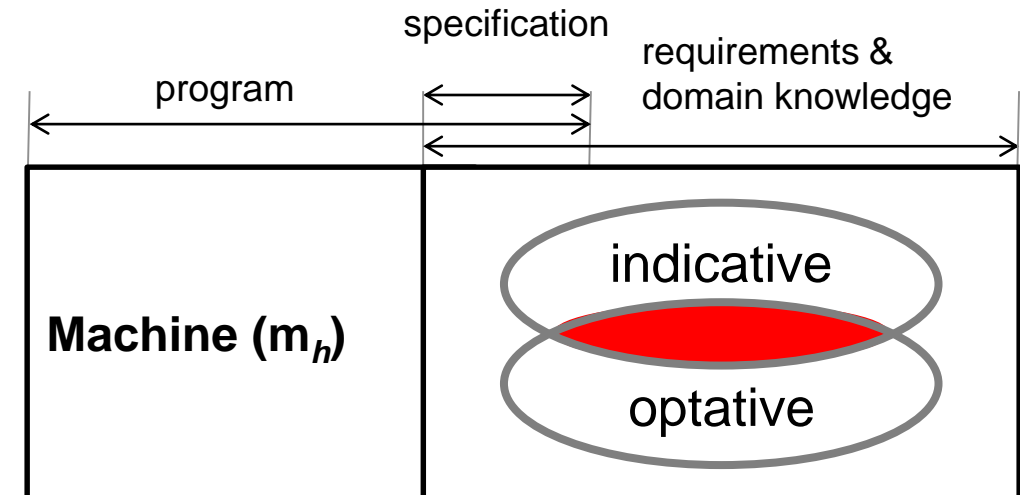 specification
requirements &
domain knowledge
program
indicative
Machine (mh)
optative